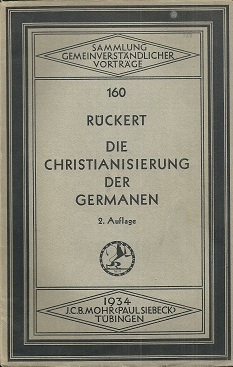 SAMMLUNG
GEMEINVERSTÄNDLICHER
VORTRÄGE
160
RÜCKERT
DIE
CHRISTIANISIERUNG
DER
GERMANEN
2. Auflage
1934
J.C.B.MOHR<PAUL SIEBECK>
TÜBINGEN